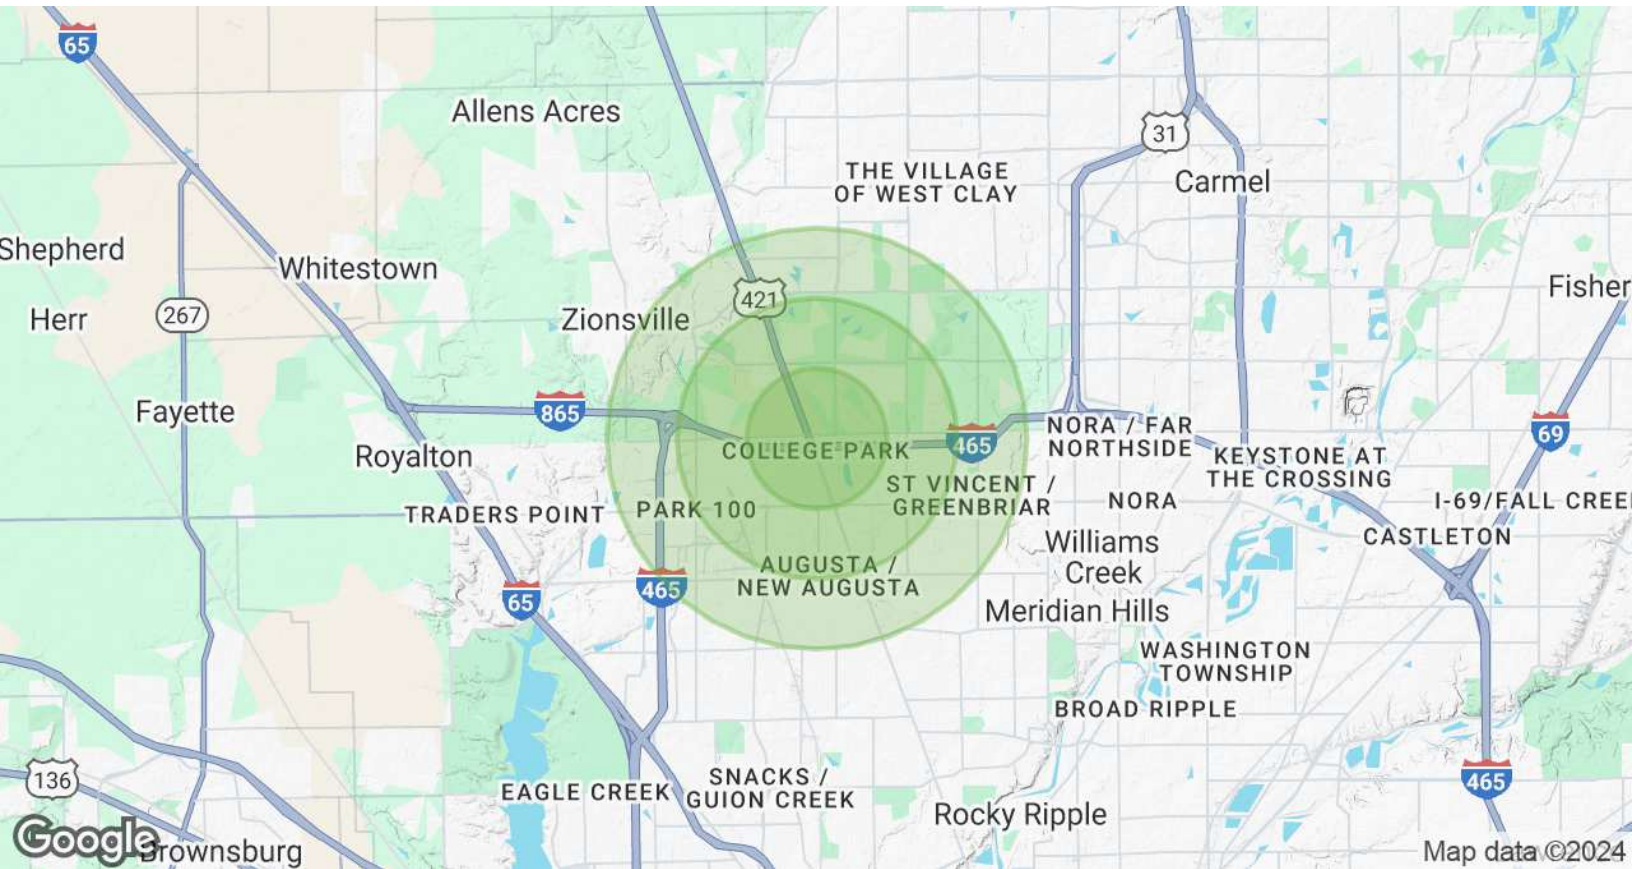 65
Allens Acres
31
THE VILLAGE
OF WEST CLAY
Carmel
Shepherd
Whitestown
Fisher
421
Herr
267
Zionsville
Fayette
865
NORA / FAR
NORTHSIDE
69
COLLEGE PARK
465
Royalton
KEYSTONE AT
THE CROSSING
ST VINCENT /
GREENBRIAR
NORA
I-69/FALL CREE
TRADERS POINT
PARK 100
CASTLETON
Williams
Creek
AUGUSTA /
NEW AUGUSTA
465
65
Meridian Hills
WASHINGTON
TOWNSHIP
BROAD RIPPLE
136
465
EAGLE CREEK
SNACKS /
GUION CREEK
Rocky Ripple
Google
Brownsburg
Map data ©2024